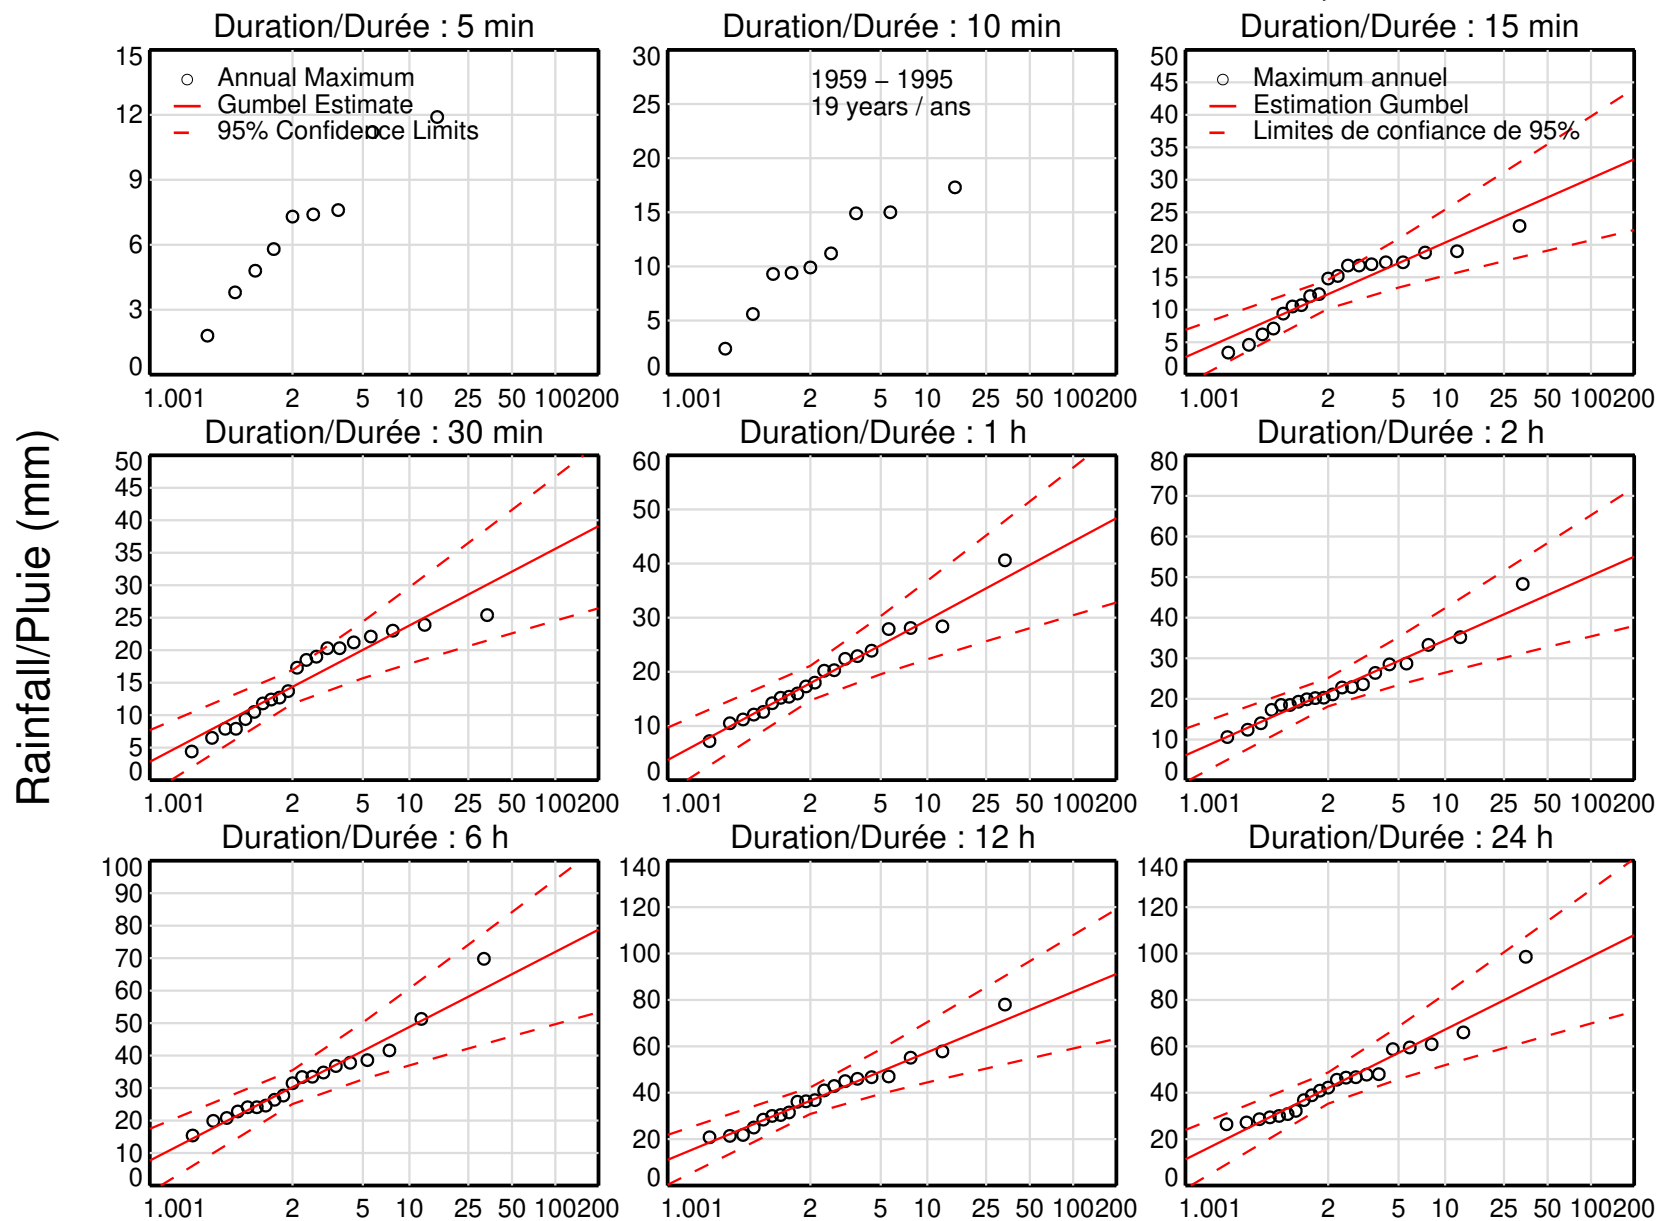 Duration/Durée : 5 min
15
12
9
6
3
0
Annual Maximum
Gumbel Estimate
95% Confidence Limits
1.001 2 5 10 25 50 100200
Duration/Durée : 10 min
30
25
20
15
10
5
0
1959 – 1995
19 years / ans
1.001 2 5 10 25 50 100200
Duration/Durée : 15 min
50
45
40
35
30
25
20
15
10
5
0
Maximum annuel
Estimation Gumbel
Limites de confiance de 95%
1.001 2 5 10 25 50 100200
Rainfall/Pluie (mm)
Duration/Durée : 30 min
50
45
40
35
30
25
20
15
10
5
0
1.001 2 5 10 25 50 100200
Duration/Durée : 1 h
60
50
40
30
20
10
0
1.001 2 5 10 25 50 100200
Duration/Durée : 2 h
80
70
60
50
40
30
20
10
0
1.001 2 5 10 25 50 100200
Duration/Durée : 6 h
100
90
80
70
60
50
40
30
20
10
0
1.001 2 5 10 25 50 100200
Duration/Durée : 12 h
140
120
100
80
60
40
20
0
1.001 2 5 10 25 50 100200
Duration/Durée : 24 h
140
120
100
80
60
40
20
0
1.001 2 5 10 25 50 100200